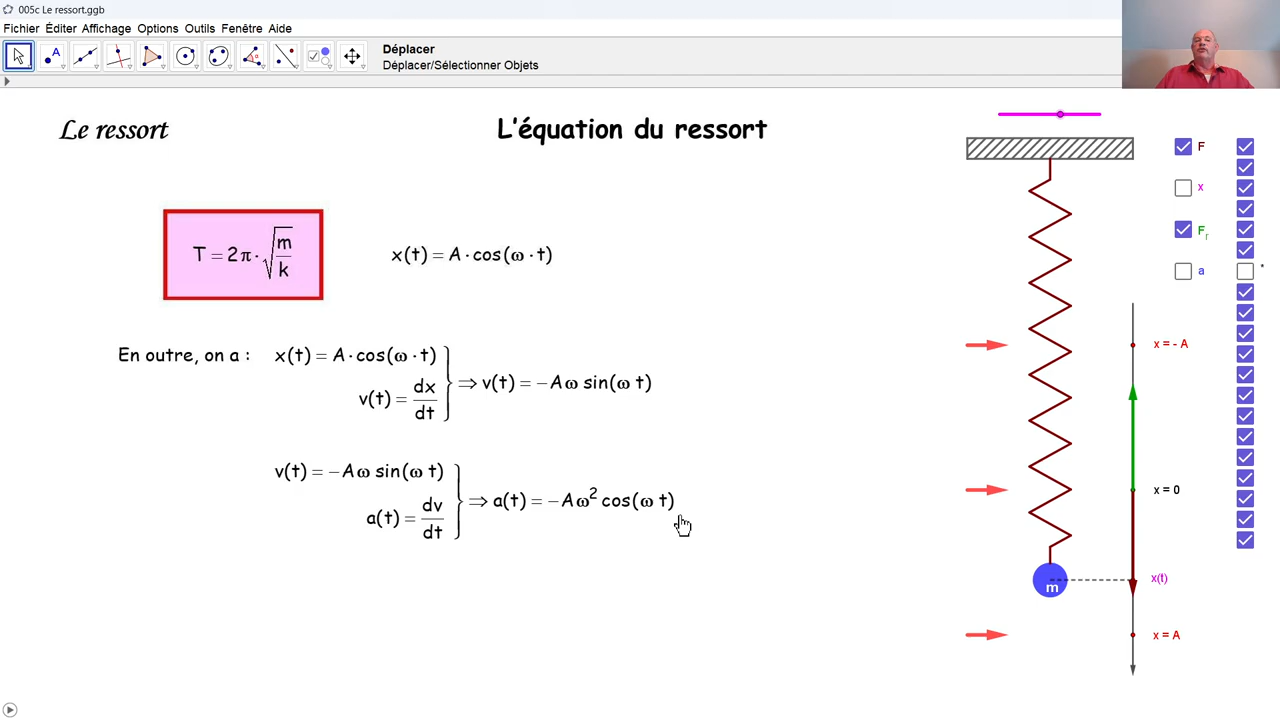 005c Le ressort.ggb
Fichier Éditer Affichage Options Outils Fenêtre Aide
A
Déplacer
Déplacer/Sélectionner Objets
Le ressort
L'équation du ressort
T = 2π · √(m/k)
x(t) = A · cos(ω · t)
En outre, on a : x(t) = A · cos(ω · t)
v(t) = dx/dt
⇒ v(t) = −Aω sin(ω t)
v(t) = −Aω sin(ω t)
a(t) = dv/dt
⇒ a(t) = −Aω² cos(ω t)
F
x
Fr
a
*
x = - A
x = 0
m
x(t)
x = A